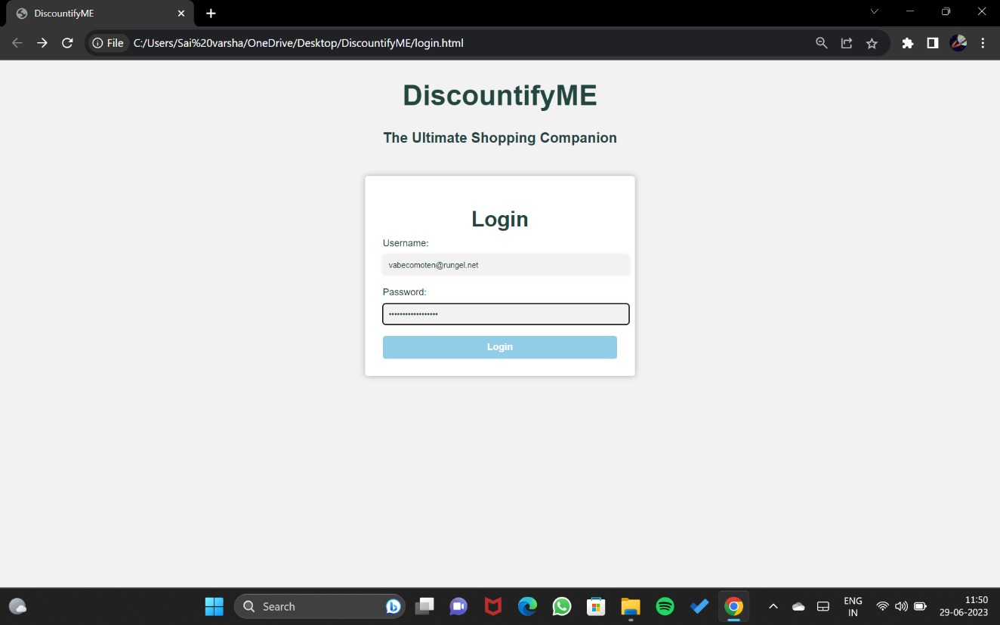 DiscountifyME
File C:/Users/Sai%20varsha/OneDrive/Desktop/DiscountifyME/login.html
DiscountifyME
The Ultimate Shopping Companion
Login
Username:
vabecomoten@rungel.net
Password:
••••••••••••••••••
Login
Search
ENG
IN
11:50
29-06-2023